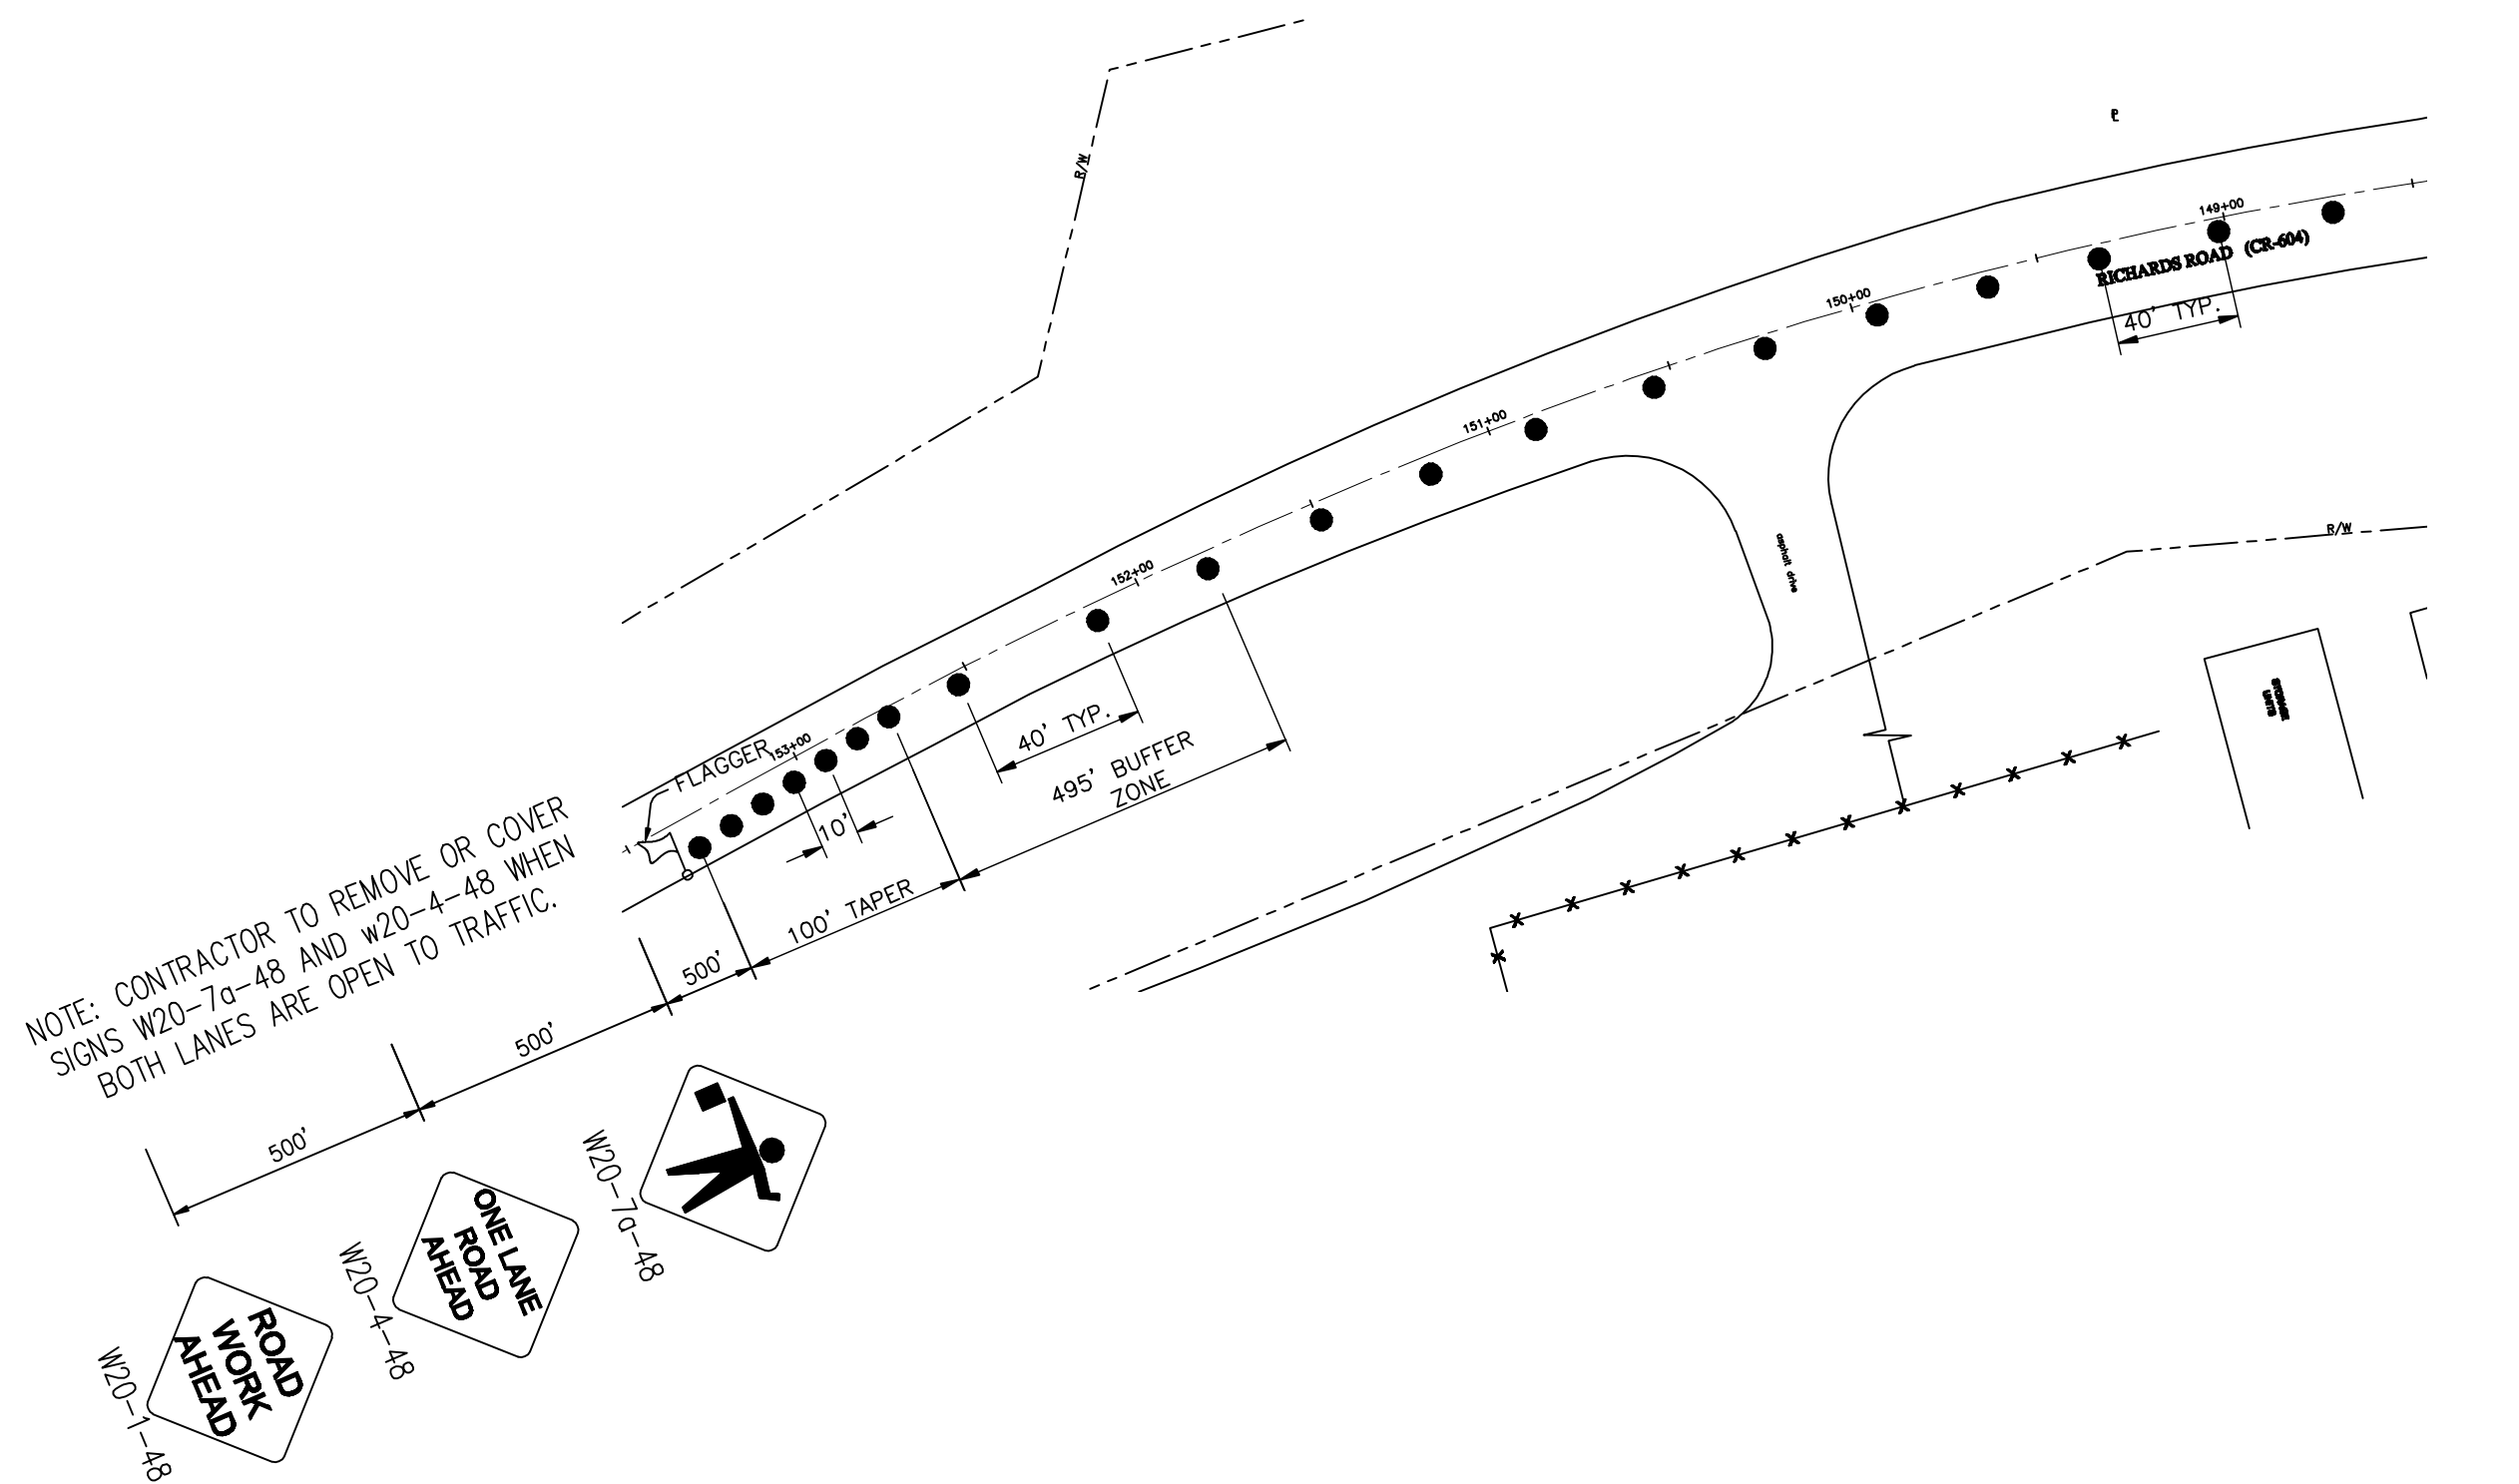 R/W
℄
149+00
RICHARDS ROAD (CR-604)
40' TYP.
150+00
151+00
asphalt drive
R/W
152+00
STORAGE
UNITS
FLAGGER
153+00
40' TYP.
495' BUFFER
ZONE
10'
100' TAPER
500'
NOTE: CONTRACTOR TO REMOVE OR COVER
SIGNS W20-7a-48 AND w20-4-48 WHEN
BOTH LANES ARE OPEN TO TRAFFIC.
500'
500'
W20-7a-48
ONE LANE
ROAD
AHEAD
W20-4-48
ROAD
WORK
AHEAD
W20-1-48